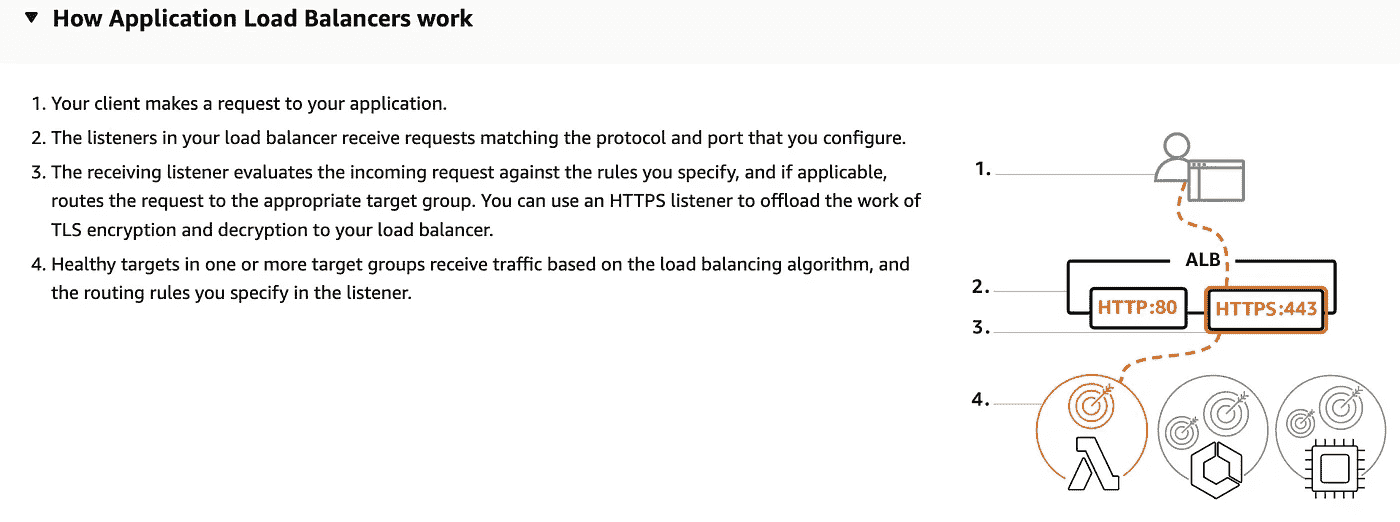 How Application Load Balancers work
1. Your client makes a request to your application.
2. The listeners in your load balancer receive requests matching the protocol and port that you configure.
3. The receiving listener evaluates the incoming request against the rules you specify, and if applicable,
routes the request to the appropriate target group. You can use an HTTPS listener to offload the work of
TLS encryption and decryption to your load balancer.
4. Healthy targets in one or more target groups receive traffic based on the load balancing algorithm, and
the routing rules you specify in the listener.
1.
ALB
2.
HTTP:80 HTTPS:443
3.
4.